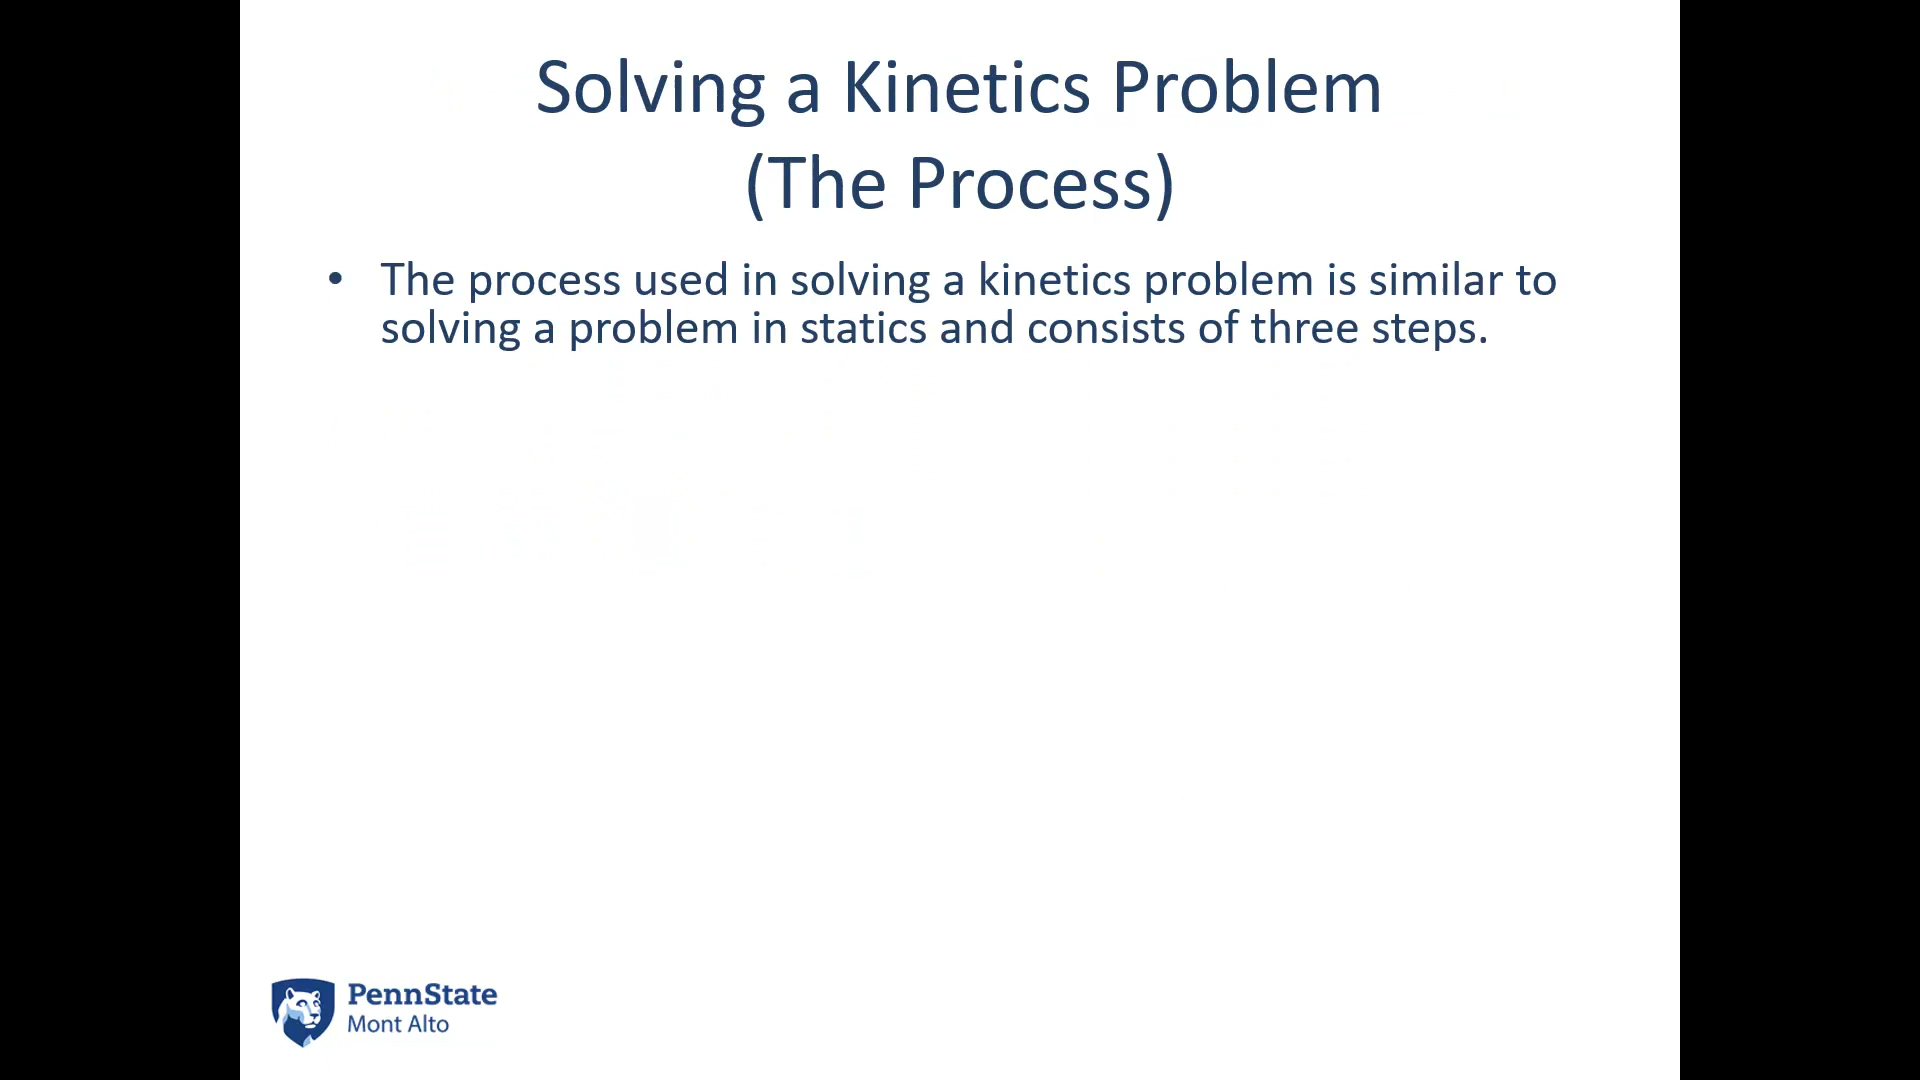 Solving a Kinetics Problem
(The Process)
• The process used in solving a kinetics problem is similar to
solving a problem in statics and consists of three steps.
PennState
Mont Alto